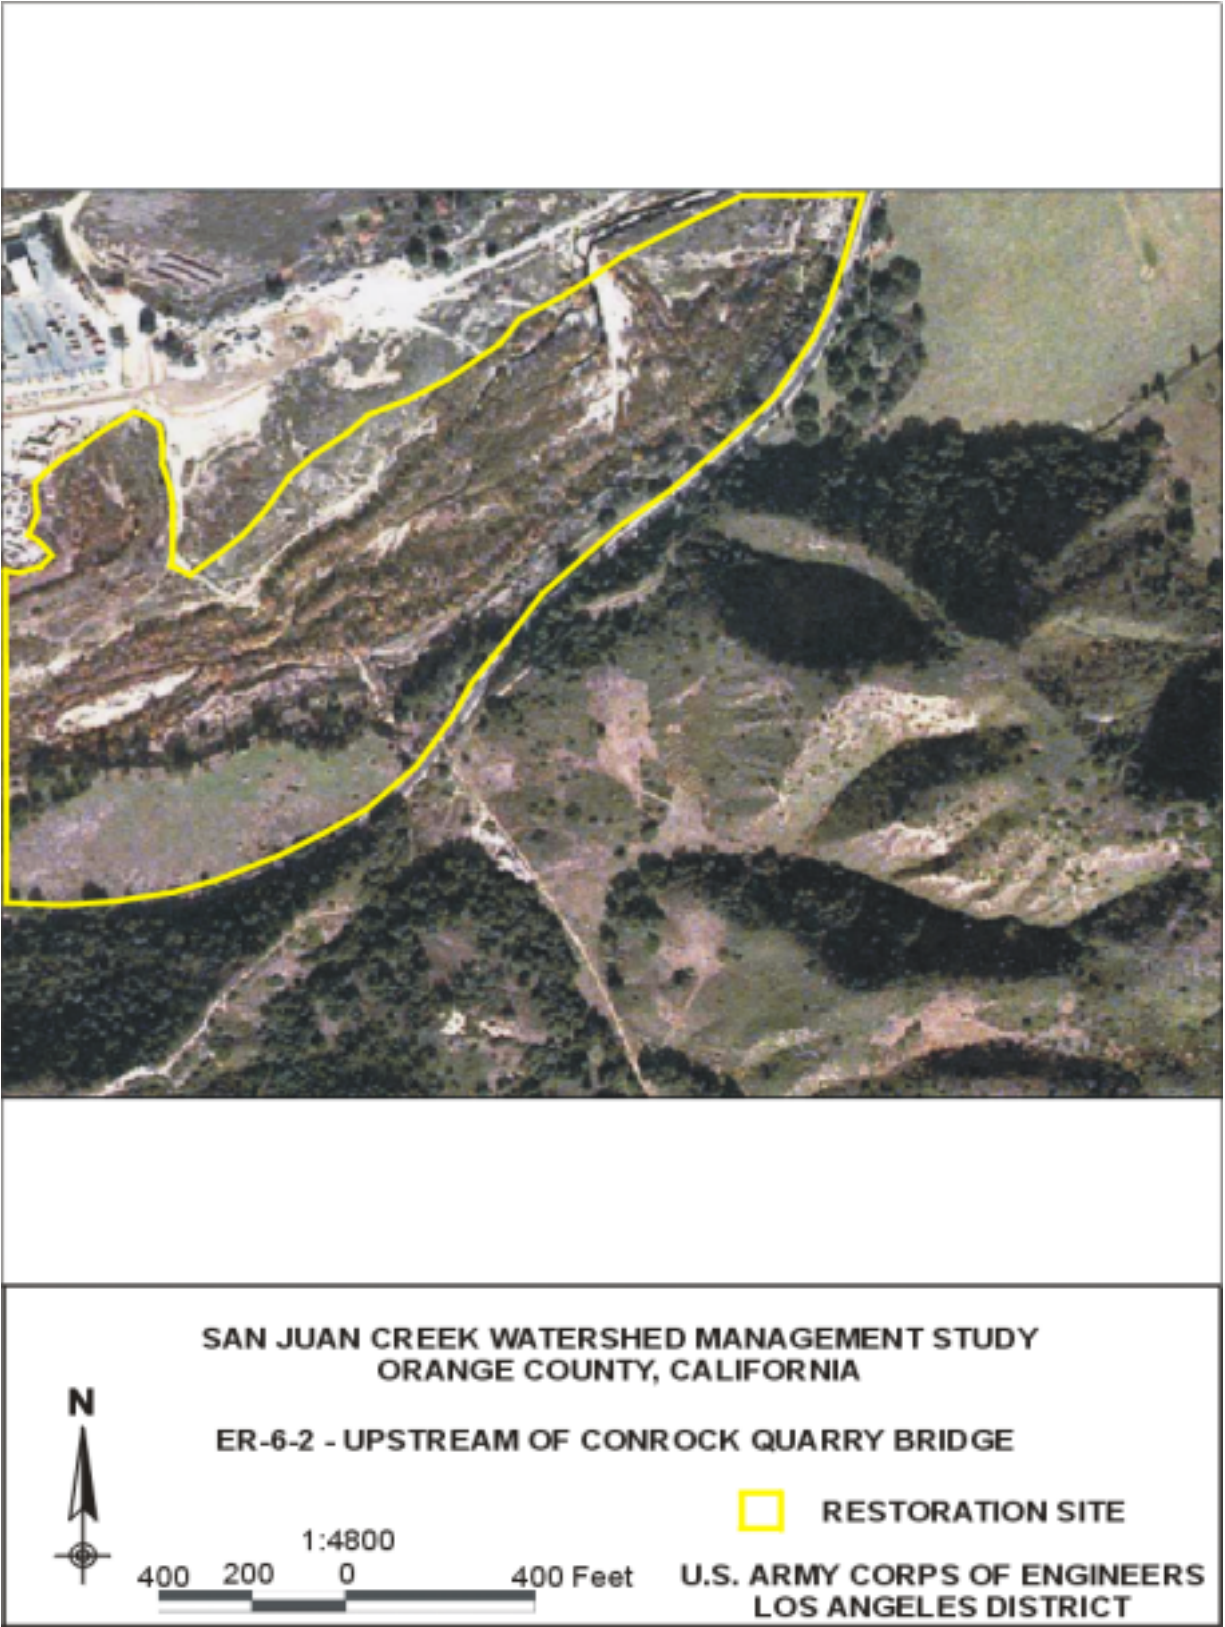 SAN JUAN CREEK WATERSHED MANAGEMENT STUDY
ORANGE COUNTY, CALIFORNIA
N
ER-6-2 - UPSTREAM OF CONROCK QUARRY BRIDGE
RESTORATION SITE
1:4800
400 200 0 400 Feet
U.S. ARMY CORPS OF ENGINEERS
LOS ANGELES DISTRICT